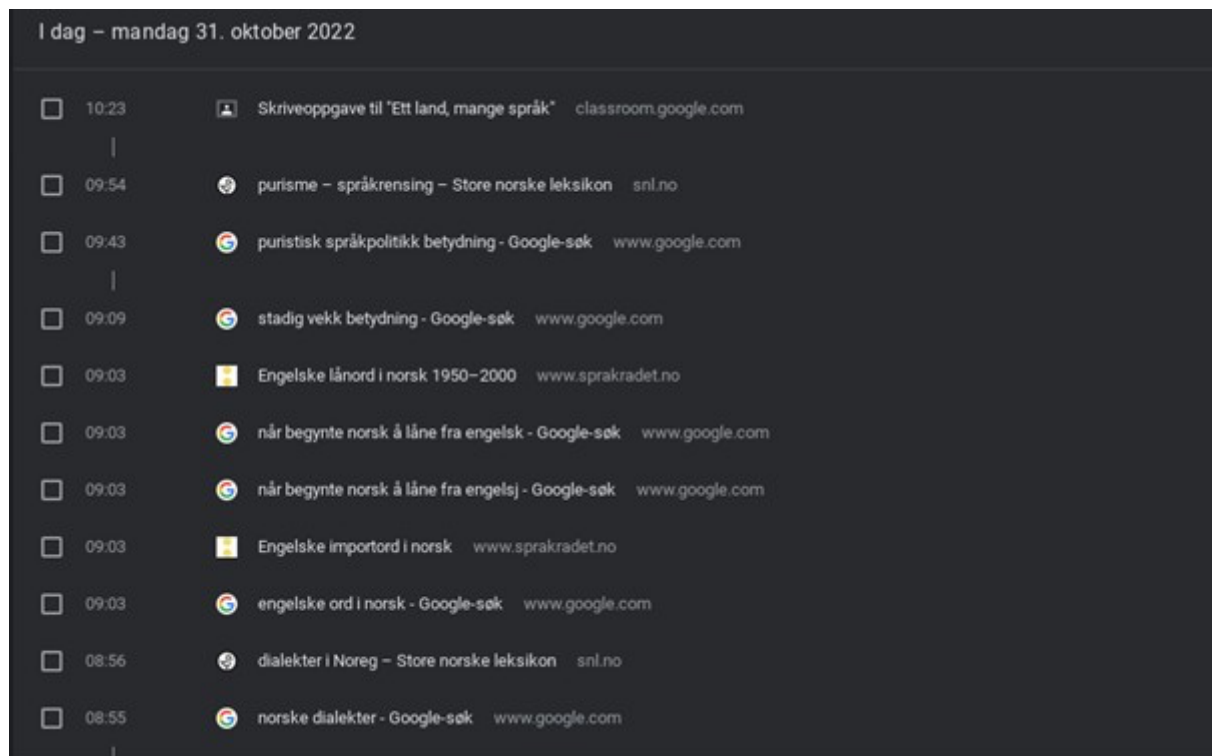 I dag – mandag 31. oktober 2022
10:23 Skriveoppgave til "Ett land, mange språk" classroom.google.com
09:54 purisme – språkrensing – Store norske leksikon snl.no
09:43 puristisk språkpolitikk betydning - Google-søk www.google.com
09:09 stadig vekk betydning - Google-søk www.google.com
09:03 Engelske lånord i norsk 1950–2000 www.sprakradet.no
09:03 når begynte norsk å låne fra engelsk - Google-søk www.google.com
09:03 når begynte norsk å låne fra engelsj - Google-søk www.google.com
09:03 Engelske importord i norsk www.sprakradet.no
09:03 engelske ord i norsk - Google-søk www.google.com
08:56 dialekter i Noreg – Store norske leksikon snl.no
08:55 norske dialekter - Google-søk www.google.com